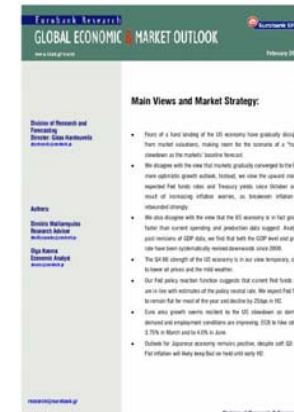 Eurobank Research
GLOBAL ECONOMIC & MARKET OUTLOOK
February 20
Main Views and Market Strategy:
Division of Research and
Forecasting
Director: Gikas Hardouvelis
Fears of a hard landing of the US economy have gradually
from market valuations, making room for the scenario of a
slowdown as the markets' baseline forecast.
We disagree with the view that markets gradually converged to the
more optimistic growth outlook. Instead, we view the upward
expected Fed funds rates and Treasury yields since October
result of increasing inflation worries, as breakeven inflation
rebounded strongly.
Authors:
Dimitris Malliaropulos
Research Advisor
We also disagree with the view that the US economy is in fact
faster than current spending and production data suggest.
past revisions of GDP data, we find that both the GDP level and
rate have been systematically revised downwards since 2000.
Olga Kosma
Economic Analyst
The Q4 06 strength of the US economy is in our view temporary,
to lower oil prices and the mild weather.
Our Fed policy reaction function suggests that current Fed funds
are in line with estimates of the policy neutral rate. We expect Fed
to remain flat for most of the year and decline by 25bps in H2.
Euro area growth seems resilient to the US slowdown as
demand and employment conditions are improving. ECB to hike
3.75% in March and to 4.0% in June.
Outlook for Japanese economy remains positive, despite soft Q3
Flat inflation will likely keep BoJ on hold until early H2.
research@eurobank.gr